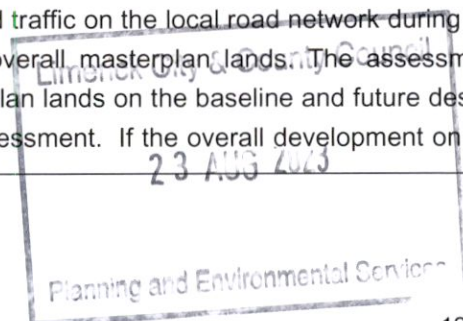 l traffic on the local road network during
overall masterplan lands. The assessm
Limerick City & County Council
plan lands on the baseline and future des
essment. If the overall development on
23 AUG 2023
Planning and Environmental Services